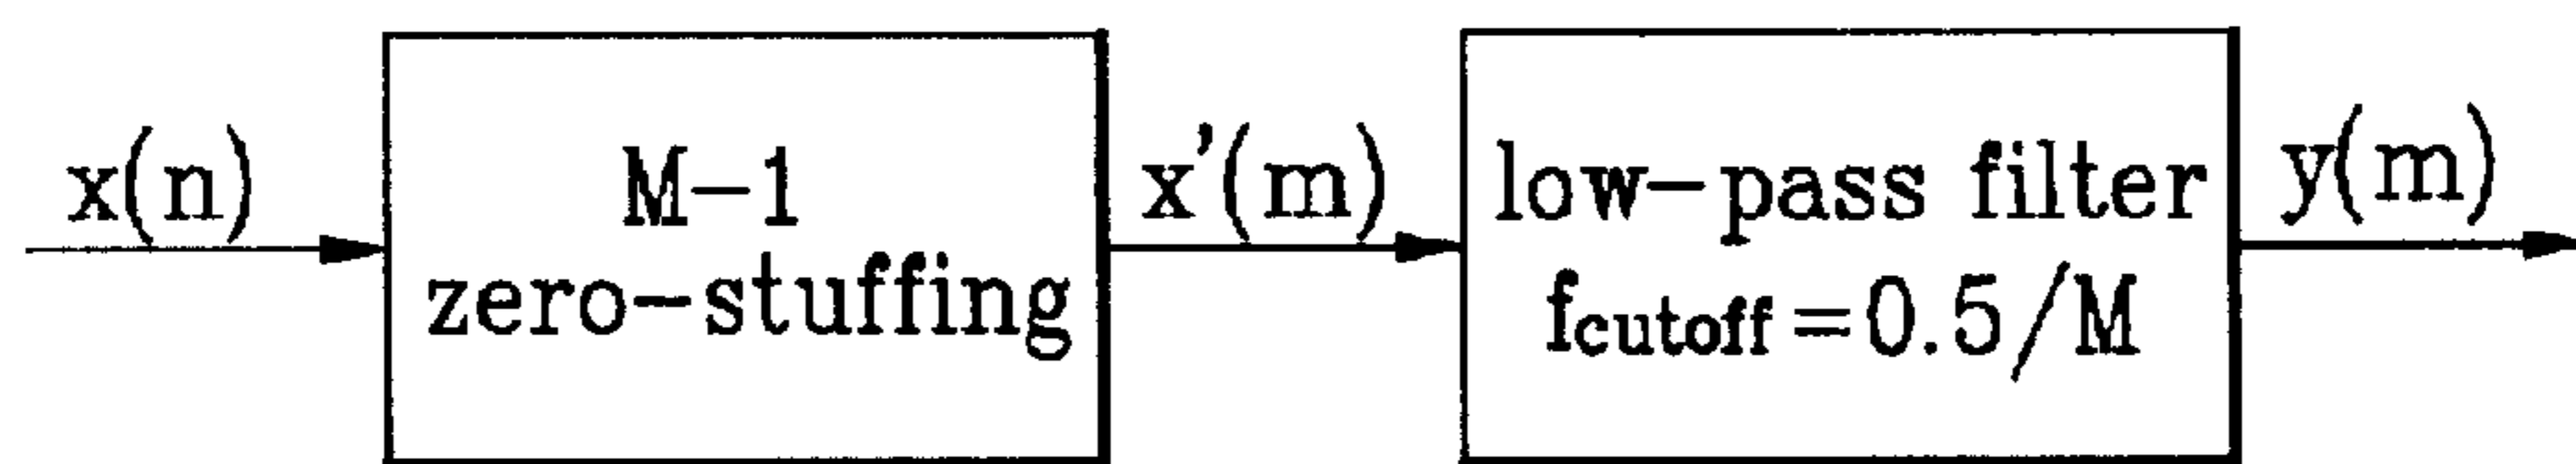 x(n)
M-1
zero-stuffing
x'(m)
low-pass filter
fcutoff=0.5/M
y(m)